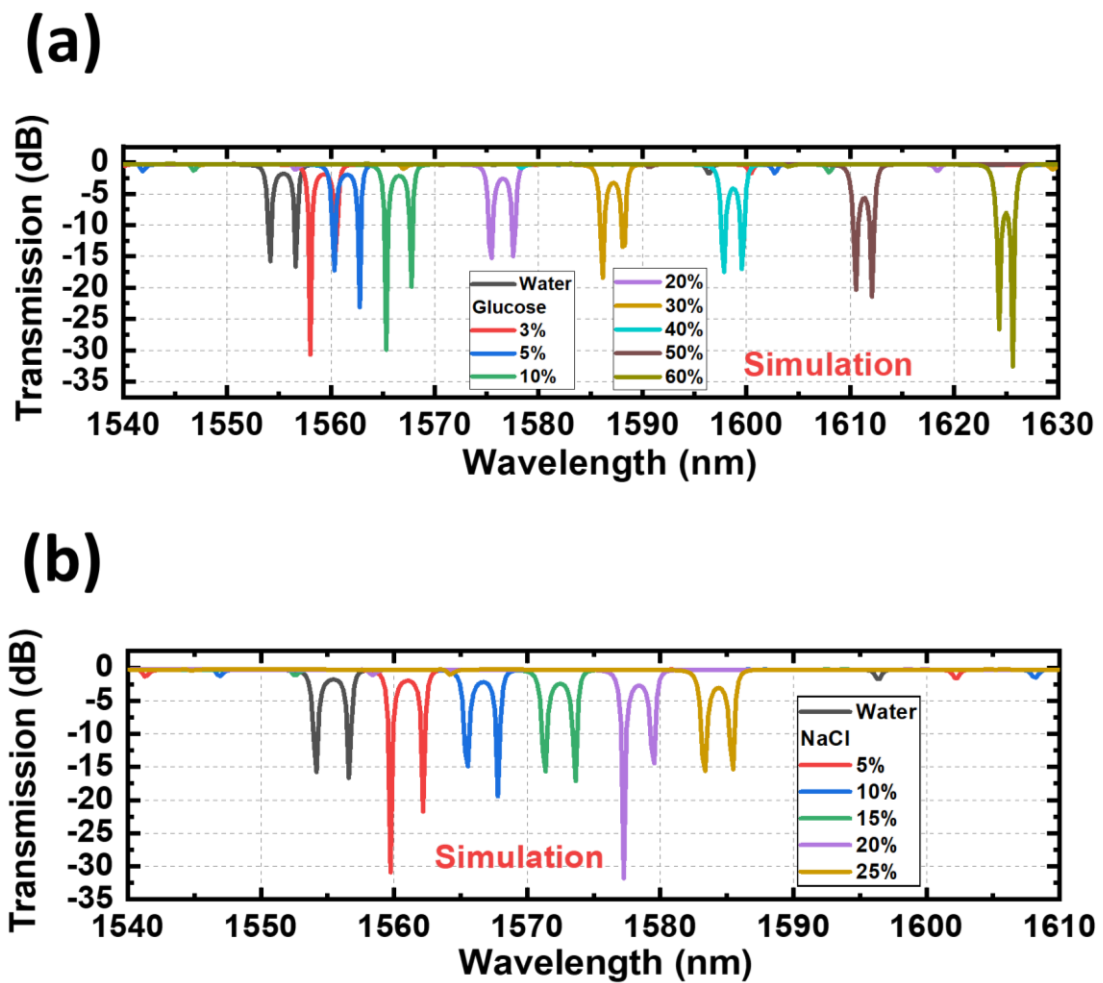 (a)
Transmission (dB)
0
-5
-10
-15
-20
-25
-30
-35
Water
Glucose
3%
5%
10%
20%
30%
40%
50%
60%
Simulation
1540 1550 1560 1570 1580 1590 1600 1610 1620 1630
Wavelength (nm)
(b)
Transmission (dB)
0
-5
-10
-15
-20
-25
-30
-35
Water
NaCl
5%
10%
15%
20%
25%
Simulation
1540 1550 1560 1570 1580 1590 1600 1610
Wavelength (nm)